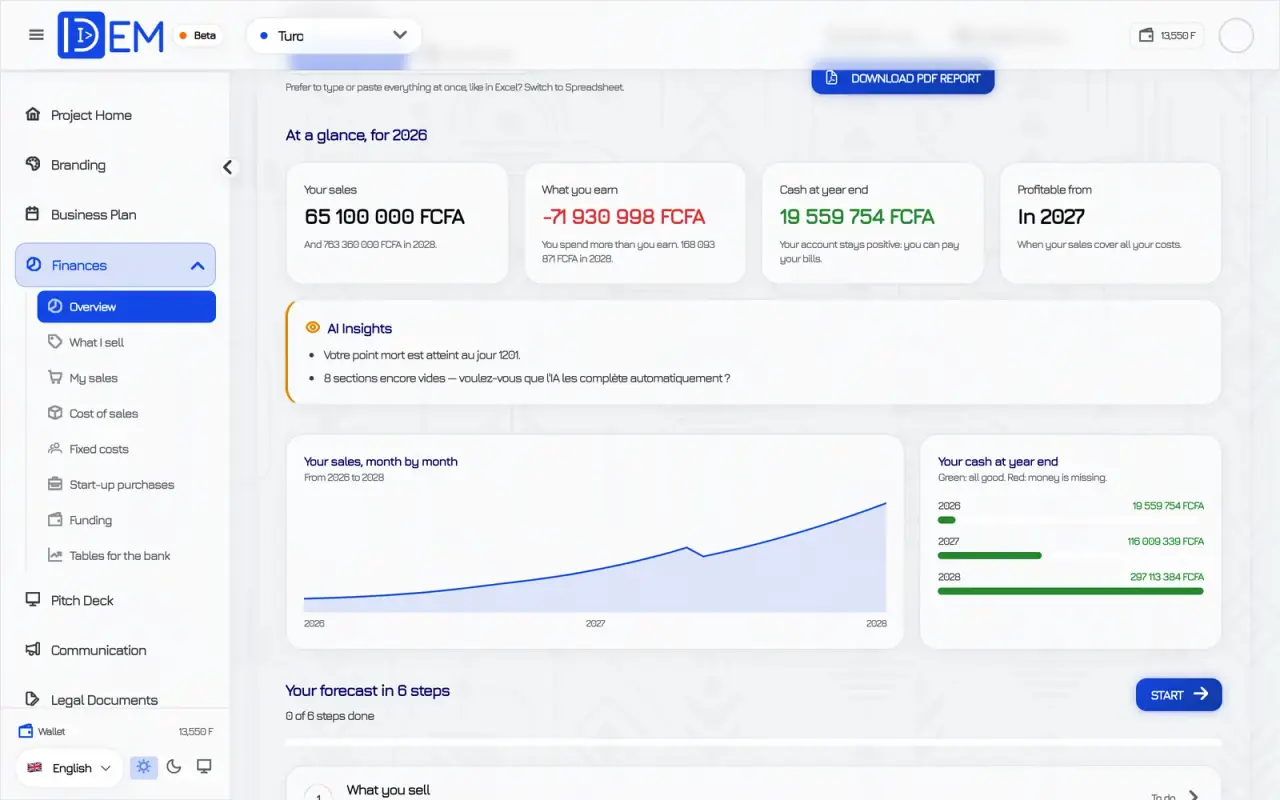 IDEM
Beta
Turo
13,550 F
Project Home
Branding
Business Plan
Finances
Overview
What I sell
My sales
Cost of sales
Fixed costs
Start-up purchases
Funding
Tables for the bank
Pitch Deck
Communication
Legal Documents
Wallet
13,550 F
English
Prefer to type or paste everything at once, like in Excel? Switch to Spreadsheet.
DOWNLOAD PDF REPORT
At a glance, for 2026
Your sales
65 100 000 FCFA
And 763 360 000 FCFA in 2028.
What you earn
-71 930 998 FCFA
You spend more than you earn. 168 093
871 FCFA in 2028.
Cash at year end
19 559 754 FCFA
Your account stays positive: you can pay
your bills.
Profitable from
In 2027
When your sales cover all your costs.
AI Insights
• Votre point mort est atteint au jour 1201.
• 8 sections encore vides — voulez-vous que l'IA les complète automatiquement ?
Your sales, month by month
From 2026 to 2028
2026
2027
2028
Your cash at year end
Green: all good. Red: money is missing.
2026
19 559 754 FCFA
2027
116 009 339 FCFA
2028
297 113 384 FCFA
Your forecast in 6 steps
0 of 6 steps done
START
1
What you sell
To do